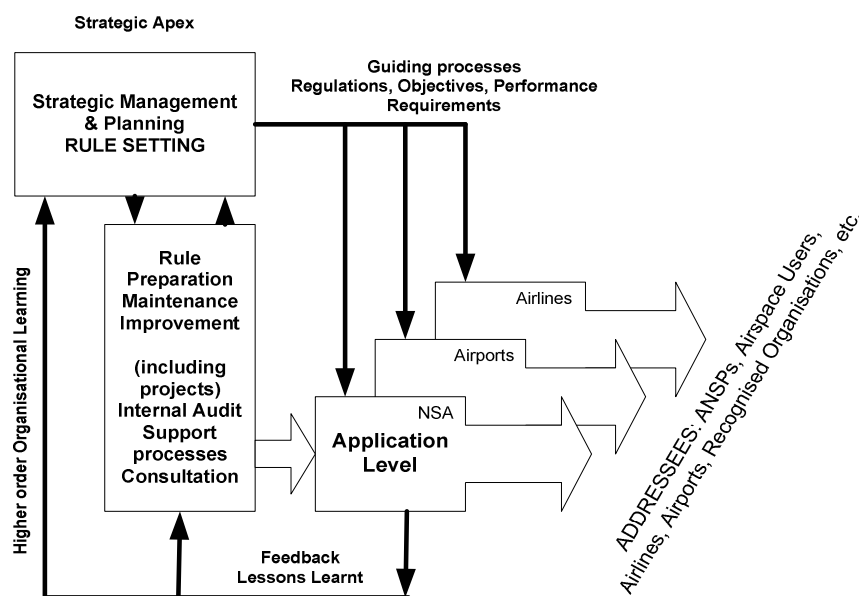 Strategic Apex
Strategic Management
& Planning
RULE SETTING
Guiding processes
Regulations, Objectives, Performance
Requirements
Rule
Preparation
Maintenance
Improvement
(including
projects)
Internal Audit
Support
processes
Consultation
Higher order Organisational Learning
Airlines
Airports
NSA
Application
Level
Feedback
Lessons Learnt
ADDRESSEES: ANSPs, Airspace Users,
Airlines, Airports, Recognised Organisations, etc.